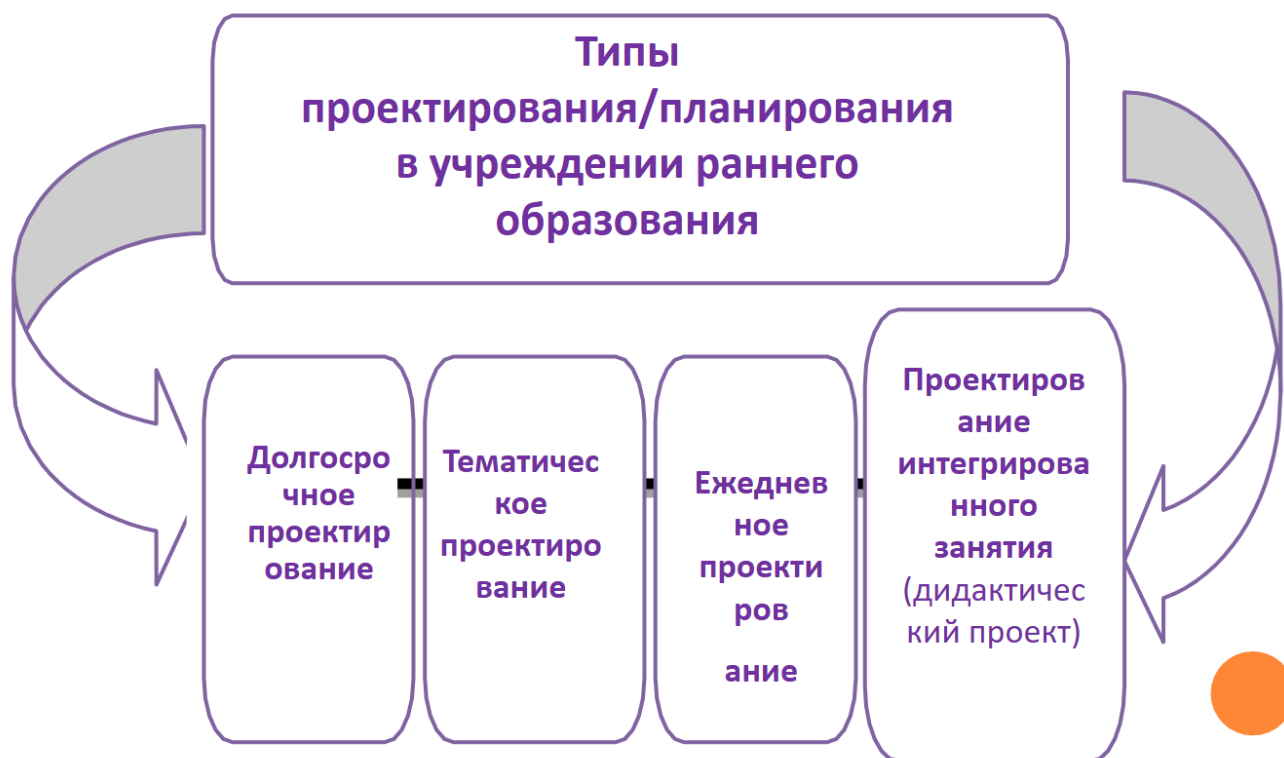 Типы
проектирования/планирования
в учреждении раннего
образования
Долгосро
чное
проектир
ование
Тематичес
кое
проектиро
вание
Ежеднев
ное
проекти
ров
ание
Проектиров
ание
интегрирова
нного
занятия
(дидактичес
кий проект)